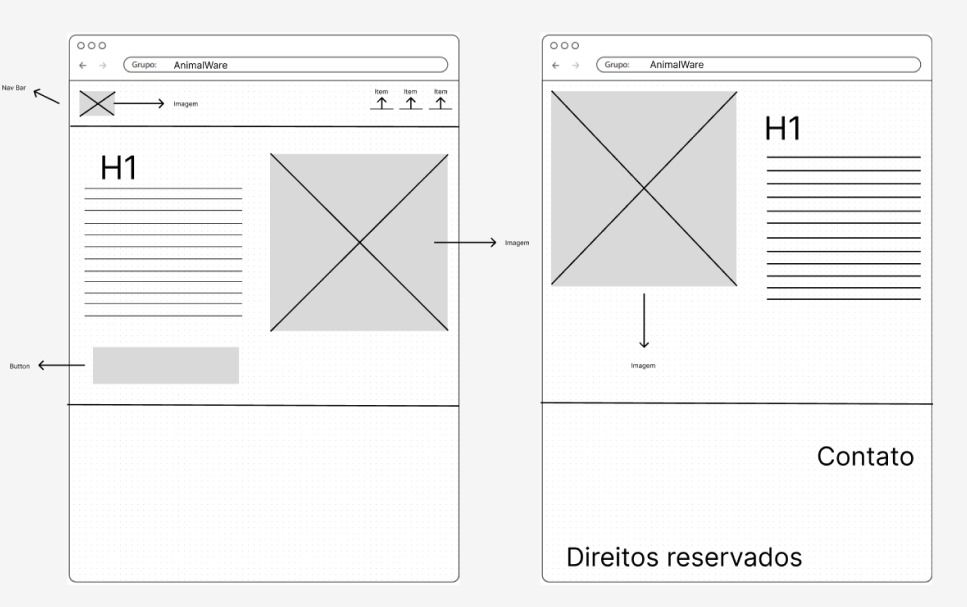 Grupo: AnimalWare
Nav Bar
Imagem
Item Item Item
H1
Imagem
Button
Grupo: AnimalWare
H1
Imagem
Contato
Direitos reservados